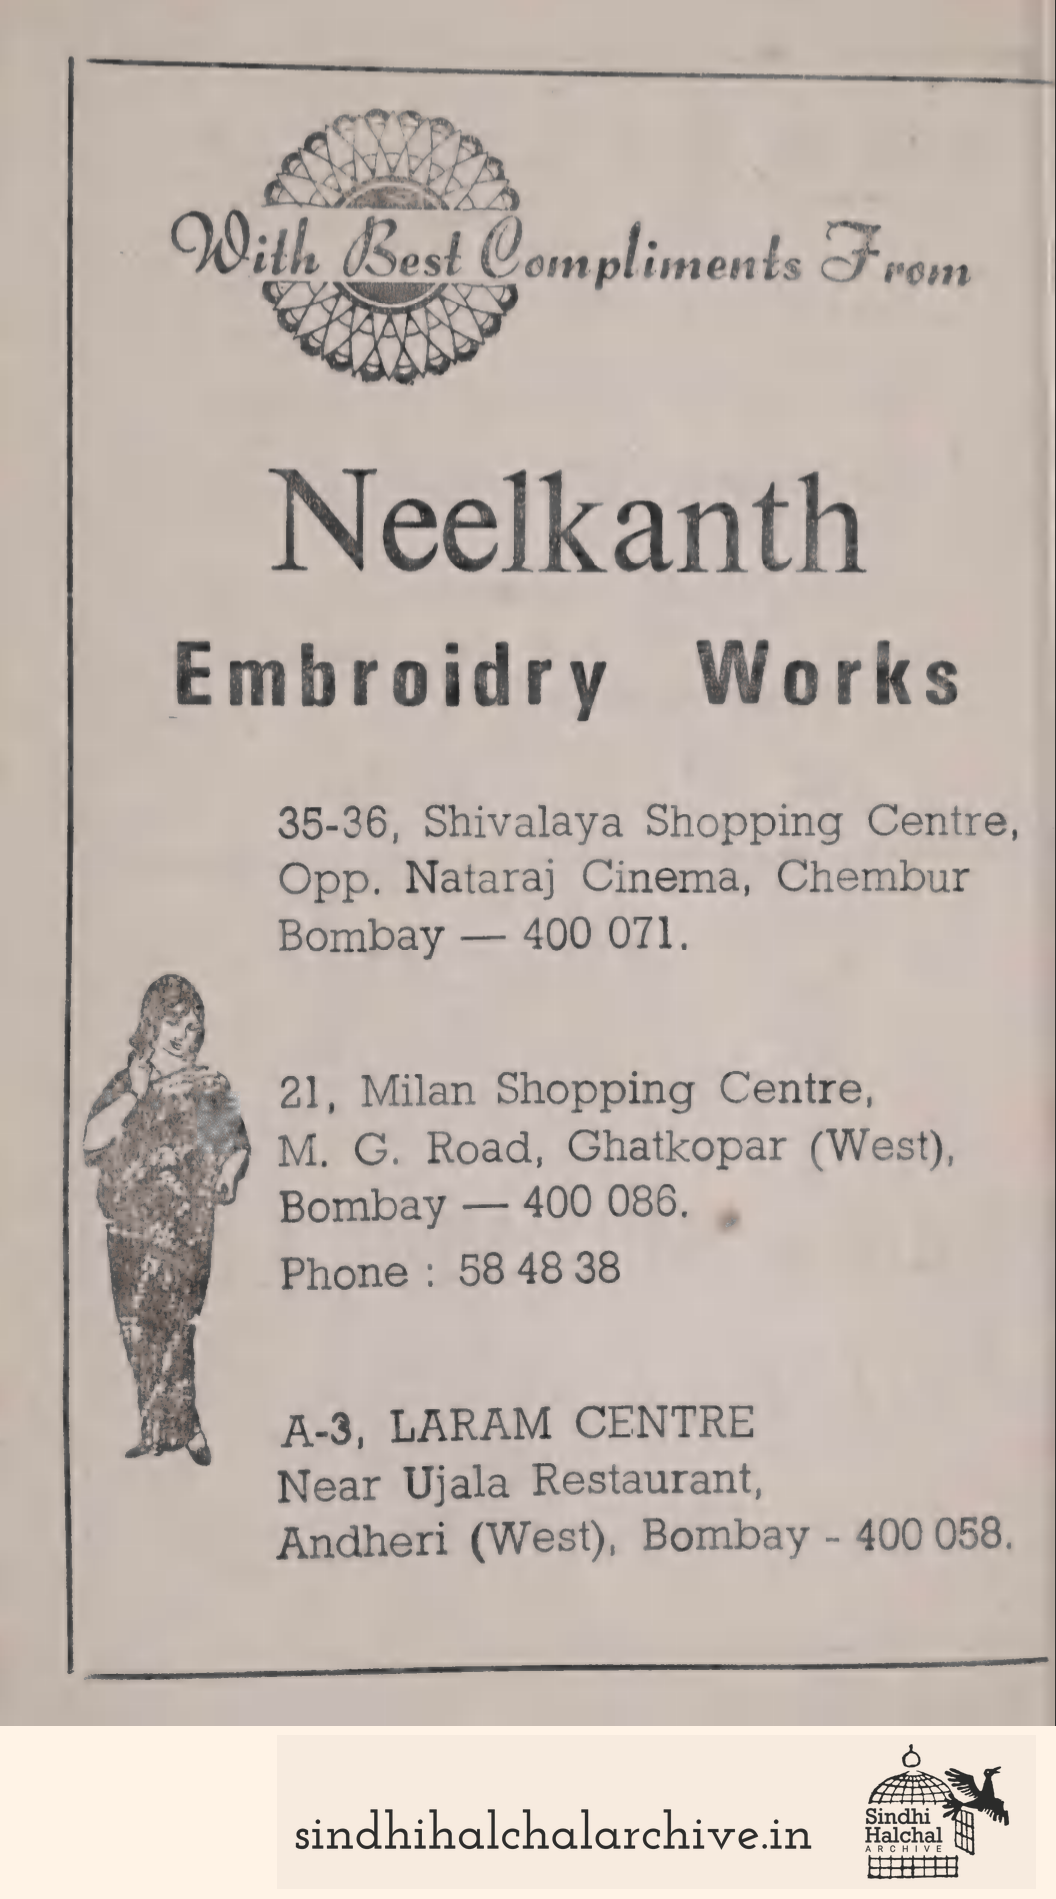 With Best Compliments From
Neelkanth
Embroidry Works
35-36, Shivalaya Shopping Centre,
Opp. Nataraj Cinema, Chembur
Bombay — 400 071.
21, Milan Shopping Centre,
M. G. Road, Ghatkopar (West),
Bombay — 400 086.
Phone : 58 48 38
A-3, LARAM CENTRE
Near Ujala Restaurant,
Andheri (West), Bombay - 400 058.
sindhihalchalarchive.in
Sindhi
Halchal
ARCHIVE